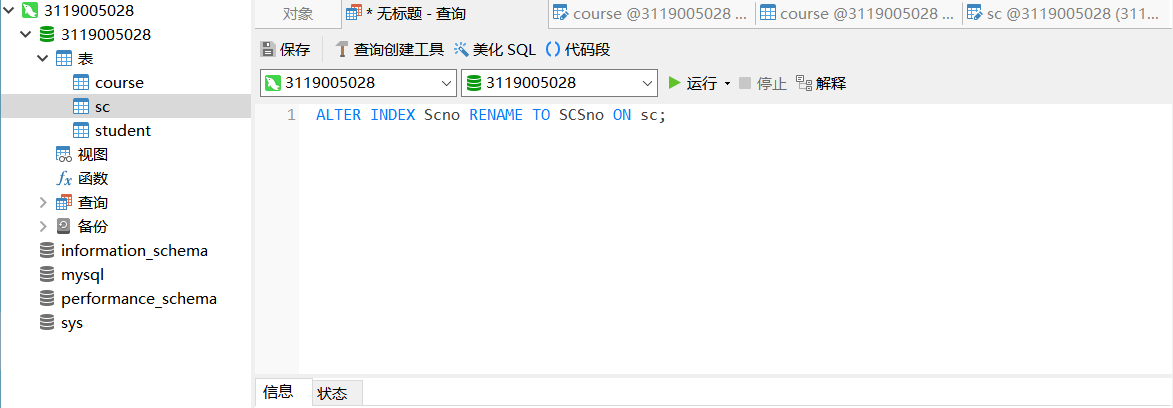 3119005028
3119005028
表
course
sc
student
视图
fx 函数
查询
备份
information_schema
mysql
performance_schema
sys
对象
* 无标题 - 查询
course @3119005028 ...
course @3119005028 ...
sc @3119005028 (311...
保存 查询创建工具 美化 SQL () 代码段
3119005028 3119005028 运行 停止 解释
1 ALTER INDEX Scno RENAME TO SCSno ON sc;
信息 状态